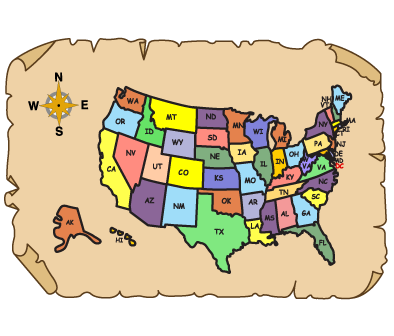 N
W E
S
WA
OR
CA
ID
NV
UT
AZ
MT
WY
CO
NM
ND
SD
NE
KS
OK
TX
MN
IA
MO
AR
LA
WI
IL
MI
IN
OH
KY
TN
MS
AL
GA
FL
SC
NC
VA
WV
PA
NY
VT
NH
ME
MA
RI
CT
NJ
DE
MD
DC
AK
HI